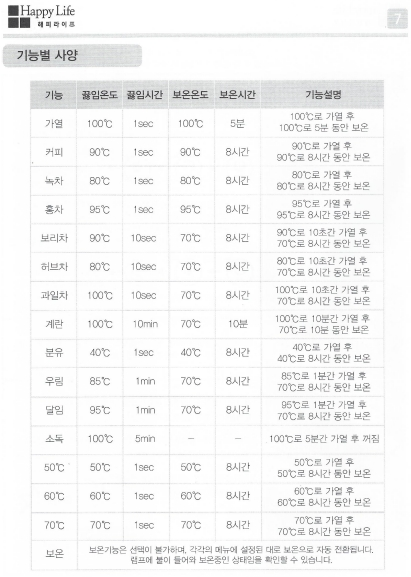 Happy Life
해피라이프
7
기능별 사양
기능 끓임온도 끓임시간 보온온도 보온시간 기능설명
가열 100℃ 1sec 100℃ 5분 100℃로 가열 후
100℃로 5분 동안 보온
커피 90℃ 1sec 90℃ 8시간 90℃로 가열 후
90℃로 8시간 동안 보온
녹차 80℃ 1sec 80℃ 8시간 80℃로 가열 후
80℃로 8시간 동안 보온
홍차 95℃ 1sec 95℃ 8시간 95℃로 가열 후
95℃로 8시간 동안 보온
보리차 90℃ 10sec 70℃ 8시간 90℃로 10초간 가열 후
70℃로 8시간 동안 보온
허브차 80℃ 10sec 70℃ 8시간 80℃로 10초간 가열 후
70℃로 8시간 동안 보온
과일차 100℃ 10sec 70℃ 8시간 100℃로 10초간 가열 후
70℃로 8시간 동안 보온
계란 100℃ 10min 70℃ 10분 100℃로 10분간 가열 후
70℃로 10분 동안 보온
분유 40℃ 1sec 40℃ 8시간 40℃로 가열 후
40℃로 8시간 동안 보온
우림 85℃ 1min 70℃ 8시간 85℃로 1분간 가열 후
70℃로 8시간 동안 보온
달임 95℃ 1min 70℃ 8시간 95℃로 1분간 가열 후
70℃로 8시간 동안 보온
소독 100℃ 5min – – 100℃로 5분간 가열 후 꺼짐
50℃ 50℃ 1sec 50℃ 8시간 50℃로 가열 후
50℃로 8시간 동안 보온
60℃ 60℃ 1sec 60℃ 8시간 60℃로 가열 후
60℃로 8시간 동안 보온
70℃ 70℃ 1sec 70℃ 8시간 70℃로 가열 후
70℃로 8시간 동안 보온
보온 보온기능은 선택이 불가하며, 각각의 메뉴에 설정된 대로 보온으로 자동 전환됩니다.
램프에 불이 들어와 보온중인 상태임을 확인할 수 있습니다.